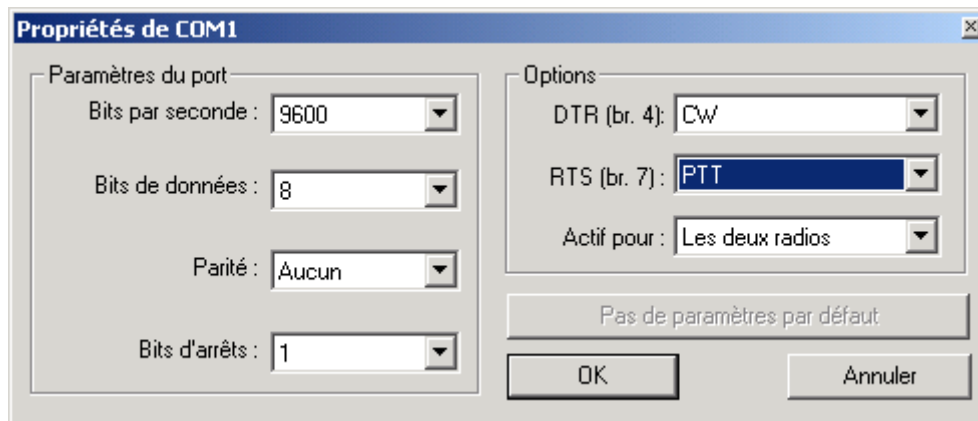 Propriétés de COM1
Paramètres du port
Bits par seconde : 9600
Bits de données : 8
Parité : Aucun
Bits d'arrêts : 1
Options
DTR (br. 4): CW
RTS (br. 7) : PTT
Actif pour : Les deux radios
Pas de paramètres par défaut
OK
Annuler